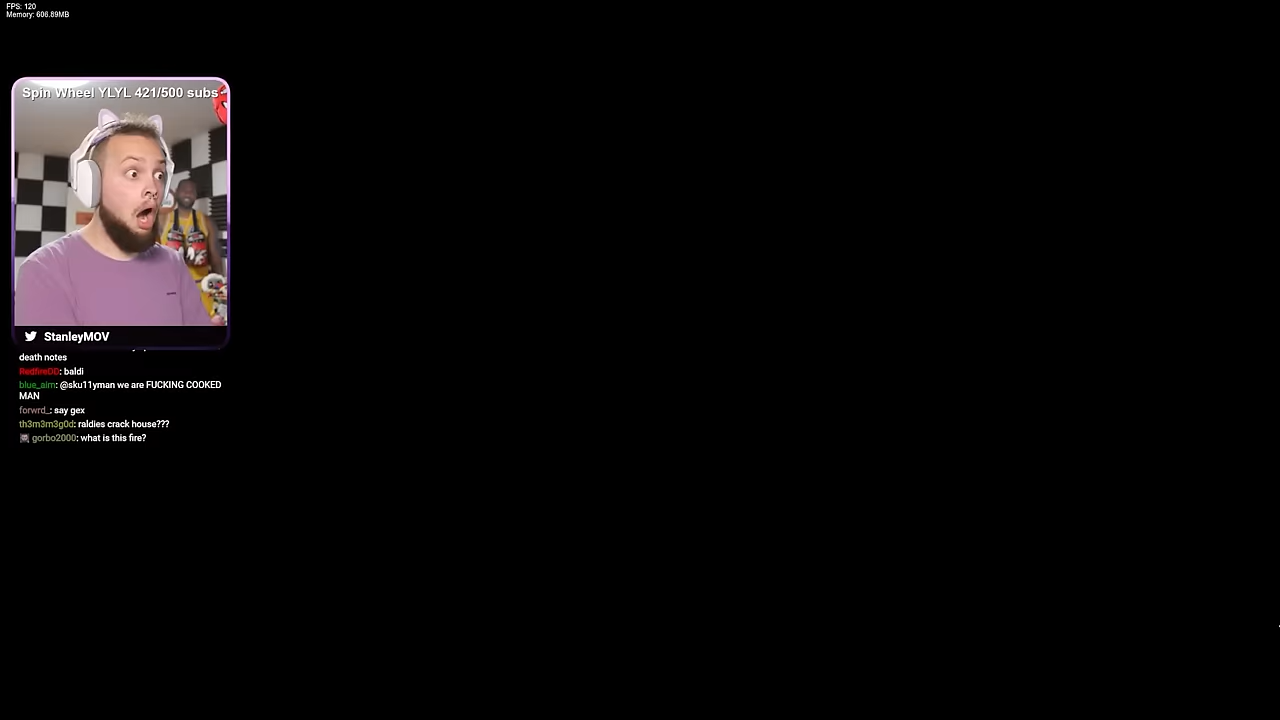 FPS: 120
Memory: 606.89MB
Spin Wheel YLYL 421/500 subs
StanleyMOV
death notes
RedfireDD: baldi
blue_aim: @sku11yman we are FUCKING COOKED
MAN
forwrd_: say gex
th3m3m3g0d: raldies crack house???
gorbo2000: what is this fire?